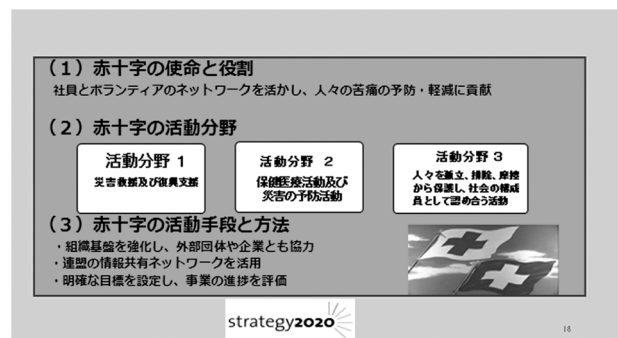 （１）赤十字の使命と役割
社員とボランティアのネットワークを活かし、人々の苦痛の予防・軽減に貢献
（２）赤十字の活動分野
活動分野 1
災害救援及び復興支援
活動分野 2
保健医療活動及び
災害の予防活動
活動分野 3
人々を孤立、排除、摩擦
から保護し、社会の構成
員として認め合う活動
（３）赤十字の活動手段と方法
・組織基盤を強化し、外部団体や企業とも協力
・連盟の情報共有ネットワークを活用
・明確な目標を設定し、事業の進捗を評価
strategy2020
18